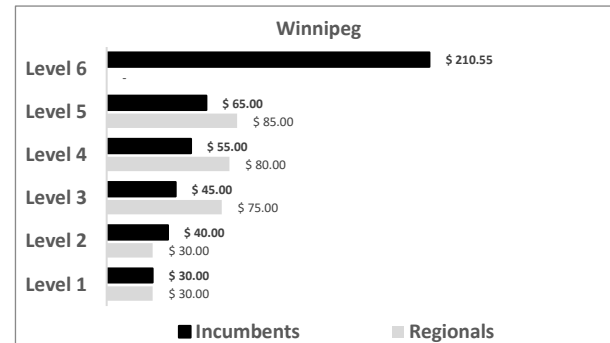 Winnipeg
Level 6
$ 210.55
-
Level 5
$ 65.00
$ 85.00
Level 4
$ 55.00
$ 80.00
Level 3
$ 45.00
$ 75.00
Level 2
$ 40.00
$ 30.00
Level 1
$ 30.00
$ 30.00
Incumbents Regionals